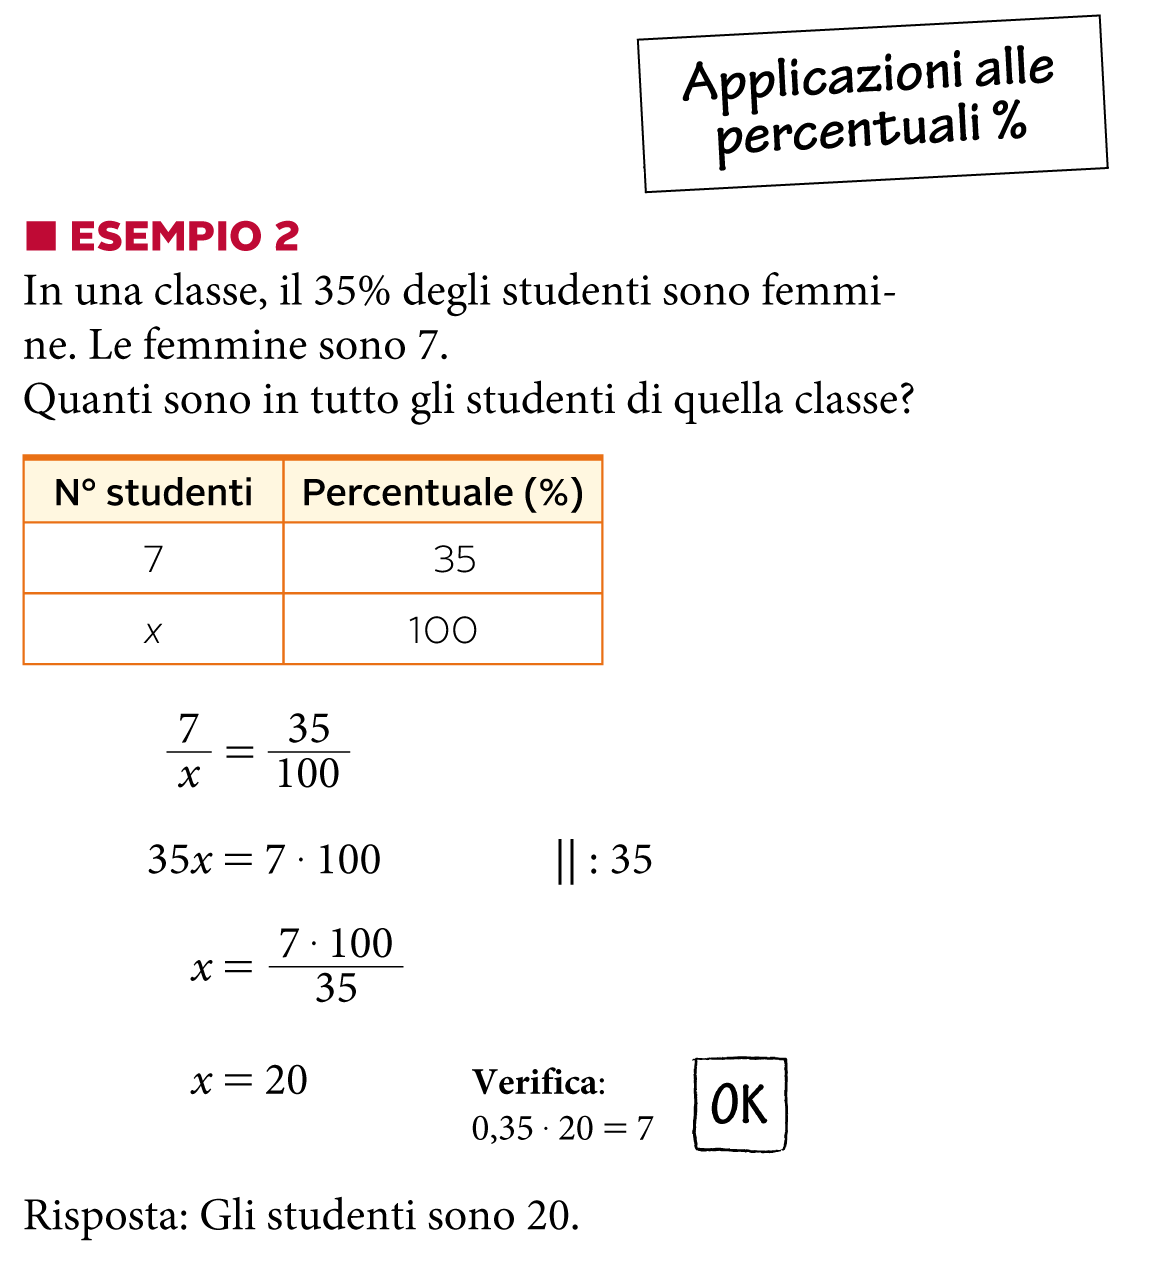 Applicazioni alle
percentuali %
■ ESEMPIO 2
In una classe, il 35% degli studenti sono femmi-
ne. Le femmine sono 7.
Quanti sono in tutto gli studenti di quella classe?
N° studenti Percentuale (%)
7 35
x 100
7/x = 35/100
35x = 7 · 100 || : 35
x = 7 · 100/35
x = 20
Verifica:
0,35 · 20 = 7
OK
Risposta: Gli studenti sono 20.